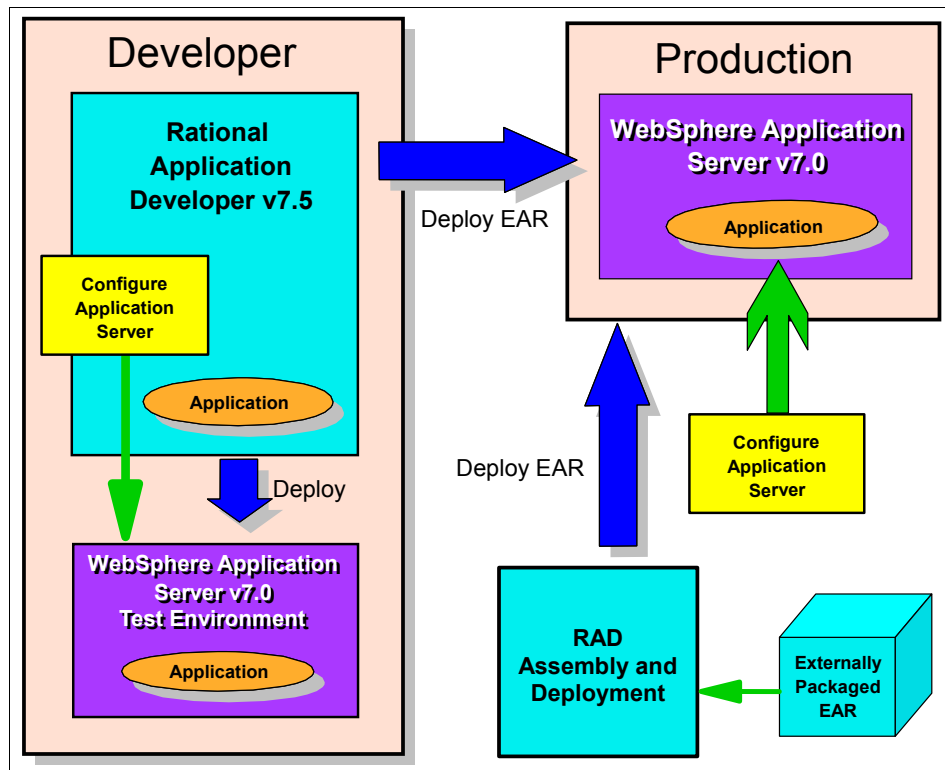 Developer
Rational
Application
Developer v7.5
Configure
Application
Server
Application
Deploy
WebSphere Application
Server v7.0
Test Environment
Application
Deploy EAR
Production
WebSphere Application
Server v7.0
Application
Configure
Application
Server
Deploy EAR
RAD
Assembly and
Deployment
Externally
Packaged
EAR